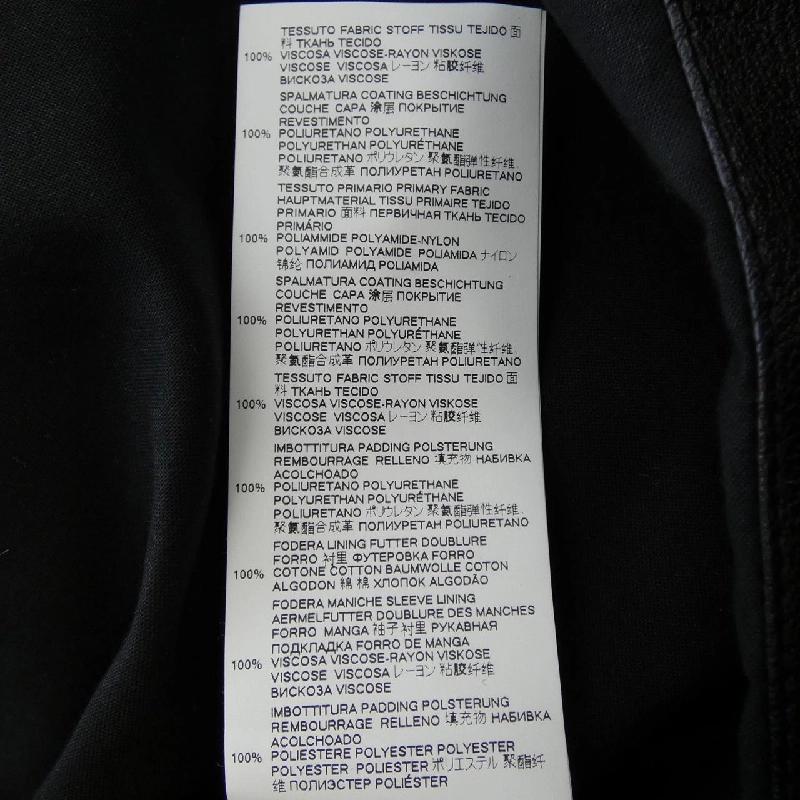 TESSUTO FABRIC STOFF TISSU TEJIDO 面
料 ТКАНЬ TECIDO
100% VISCOSA VISCOSE-RAYON VISKOSE
VISCOSE VISCOSA レーヨン 粘胶纤维
ВИСКОЗА VISCOSE
SPALMATURA COATING BESCHICHTUNG
COUCHE CAPA 涂层 ПОКРЫТИЕ
REVESTIMENTO
100% POLIURETANO POLYURETHANE
POLYURETHAN POLYURÉTHANE
POLIURETANO ポリウレタン 聚氨酯弹性纤维、
聚氨酯合成革 ПОЛИУРЕТАН POLIURETANO
TESSUTO PRIMARIO PRIMARY FABRIC
HAUPTMATERIAL TISSU PRIMAIRE TEJIDO
PRIMARIO 面料 ПЕРВИЧНАЯ ТКАНЬ TECIDO
PRIMÁRIO
100% POLIAMMIDE POLYAMIDE-NYLON
POLYAMID POLYAMIDE POLIAMIDA ナイロン
锦纶 ПОЛИАМИД POLIAMIDA
SPALMATURA COATING BESCHICHTUNG
COUCHE CAPA 涂层 ПОКРЫТИЕ
REVESTIMENTO
100% POLIURETANO POLYURETHANE
POLYURETHAN POLYURÉTHANE
POLIURETANO ポリウレタン 聚氨酯弹性纤维、
聚氨酯合成革 ПОЛИУРЕТАН POLIURETANO
TESSUTO FABRIC STOFF TISSU TEJIDO 面
料 ТКАНЬ TECIDO
100% VISCOSA VISCOSE-RAYON VISKOSE
VISCOSE VISCOSA レーヨン 粘胶纤维
ВИСКОЗА VISCOSE
IMBOTTITURA PADDING POLSTERUNG
REMBOURRAGE RELLENO 填充物 НАБИВКА
ACOLCHOADO
100% POLIURETANO POLYURETHANE
POLYURETHAN POLYURÉTHANE
POLIURETANO ポリウレタン 聚氨酯弹性纤维、
聚氨酯合成革 ПОЛИУРЕТАН POLIURETANO
FODERA LINING FUTTER DOUBLURE
FORRO 衬里 ФУТЕРОВКА FORRO
100% COTONE COTTON BAUMWOLLE COTON
ALGODON 綿 棉 ХЛОПОК ALGODÃO
FODERA MANICHE SLEEVE LINING
AERMELFUTTER DOUBLURE DES MANCHES
FORRO MANGA 袖子衬里 РУКАВНАЯ
ПОДКЛАДКА FORRO DE MANGA
100% VISCOSA VISCOSE-RAYON VISKOSE
VISCOSE VISCOSA レーヨン 粘胶纤维
ВИСКОЗА VISCOSE
IMBOTTITURA PADDING POLSTERUNG
REMBOURRAGE RELLENO 填充物 НАБИВКА
ACOLCHOADO
100% POLIESTERE POLYESTER POLYESTER
POLYESTER POLIESTER ポリエステル 聚酯纤
维 ПОЛИЭСТЕР POLIÉSTER